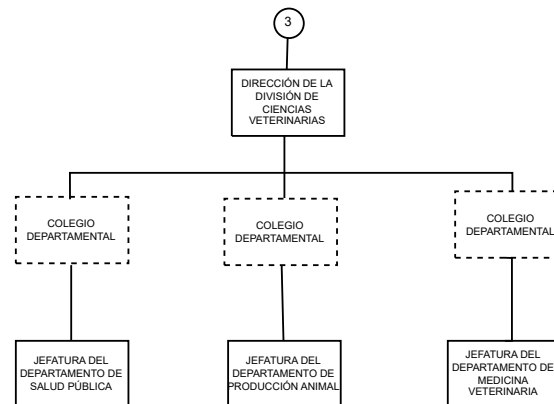 3
DIRECCIÓN DE LA
DIVISIÓN DE
CIENCIAS
VETERINARIAS
COLEGIO
DEPARTAMENTAL
COLEGIO
DEPARTAMENTAL
COLEGIO
DEPARTAMENTAL
JEFATURA DEL
DEPARTAMENTO DE
SALUD PÚBLICA
JEFATURA DEL
DEPARTAMENTO DE
PRODUCCIÓN ANIMAL
JEFATURA DEL
DEPARTAMENTO DE
MEDICINA
VETERINARIA